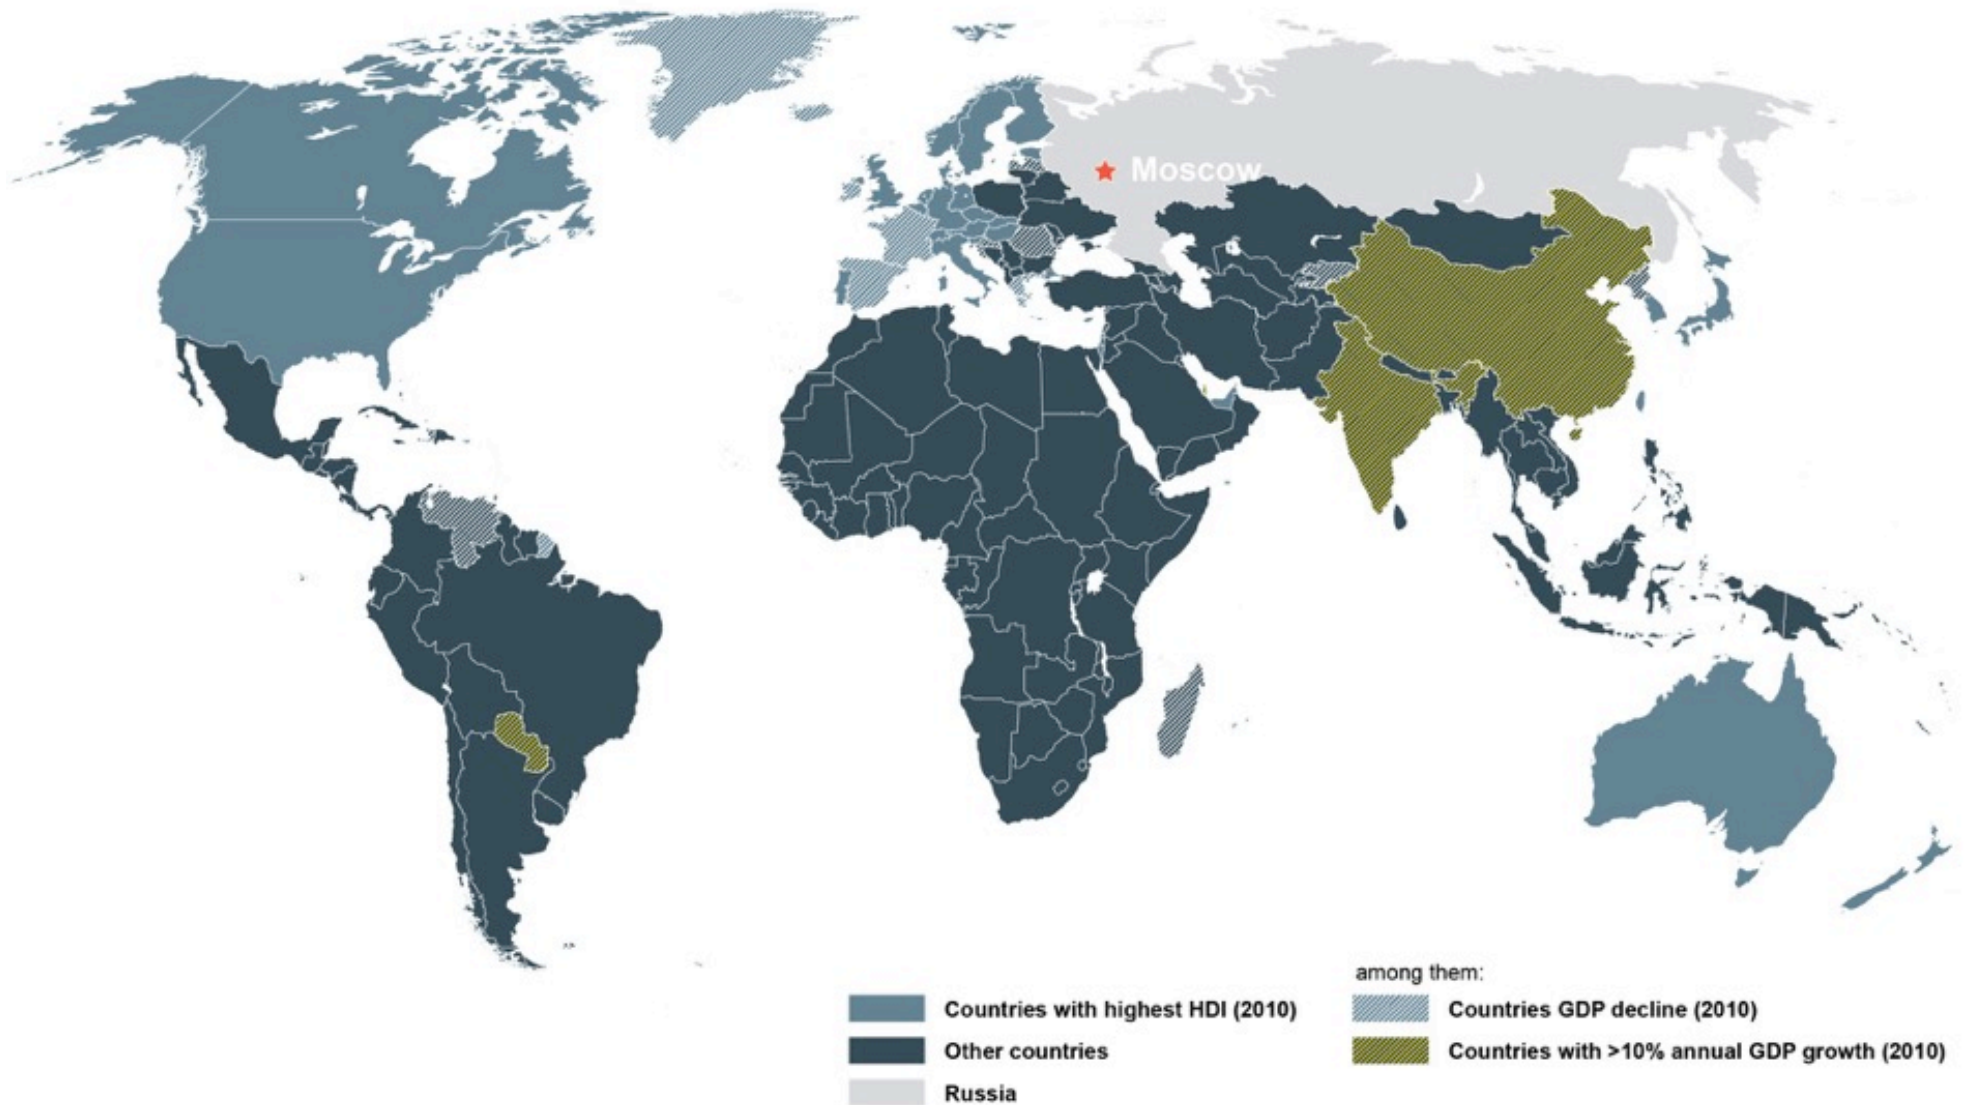 Moscow
among them:
Countries with highest HDI (2010)
Countries GDP decline (2010)
Other countries
Countries with >10% annual GDP growth (2010)
Russia